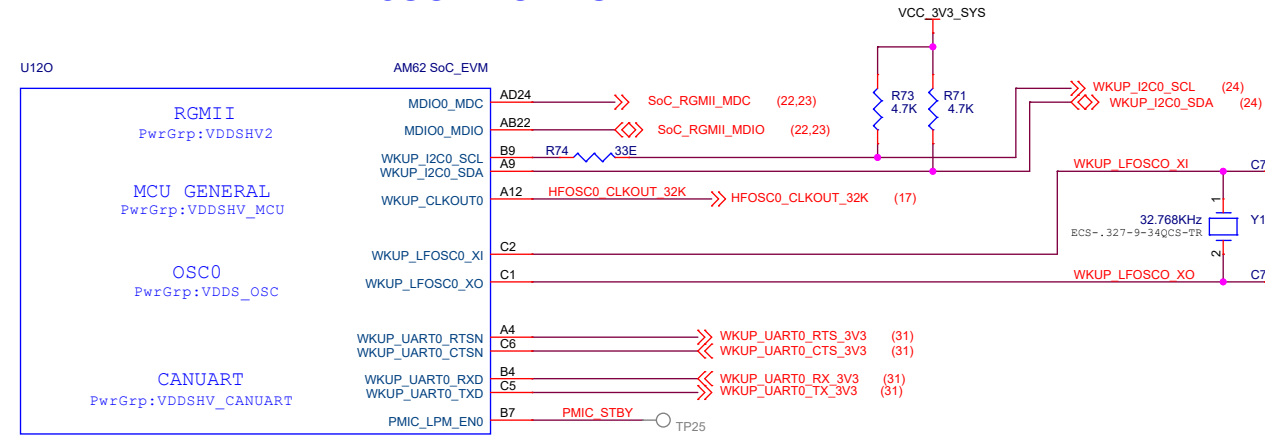 VCC_3V3_SYS
U12O
AM62 SoC_EVM
RGMII
PwrGrp:VDDSHV2
MCU GENERAL
PwrGrp:VDDSHV_MCU
OSC0
PwrGrp:VDDS_OSC
CANUART
PwrGrp:VDDSHV_CANUART
MDIO0_MDC AD24 SoC_RGMII_MDC (22,23)
MDIO0_MDIO AB22 SoC_RGMII_MDIO (22,23)
WKUP_I2C0_SCL B9 R74 33E
WKUP_I2C0_SDA A9
R73 R71
4.7K 4.7K
WKUP_I2C0_SCL (24)
WKUP_I2C0_SDA (24)
WKUP_CLKOUT0 A12 HFOSC0_CLKOUT_32K HFOSC0_CLKOUT_32K (17)
WKUP_LFOSCO_XI C7
WKUP_LFOSC0_XI C2
1
32.768KHz Y1
ECS-.327-9-34QCS-TR
2
WKUP_LFOSC0_XO C1 WKUP_LFOSCO_XO C7
WKUP_UART0_RTSN A4 WKUP_UART0_RTS_3V3 (31)
WKUP_UART0_CTSN C6 WKUP_UART0_CTS_3V3 (31)
WKUP_UART0_RXD B4 WKUP_UART0_RX_3V3 (31)
WKUP_UART0_TXD C5 WKUP_UART0_TX_3V3 (31)
PMIC_LPM_EN0 B7 PMIC_STBY TP25